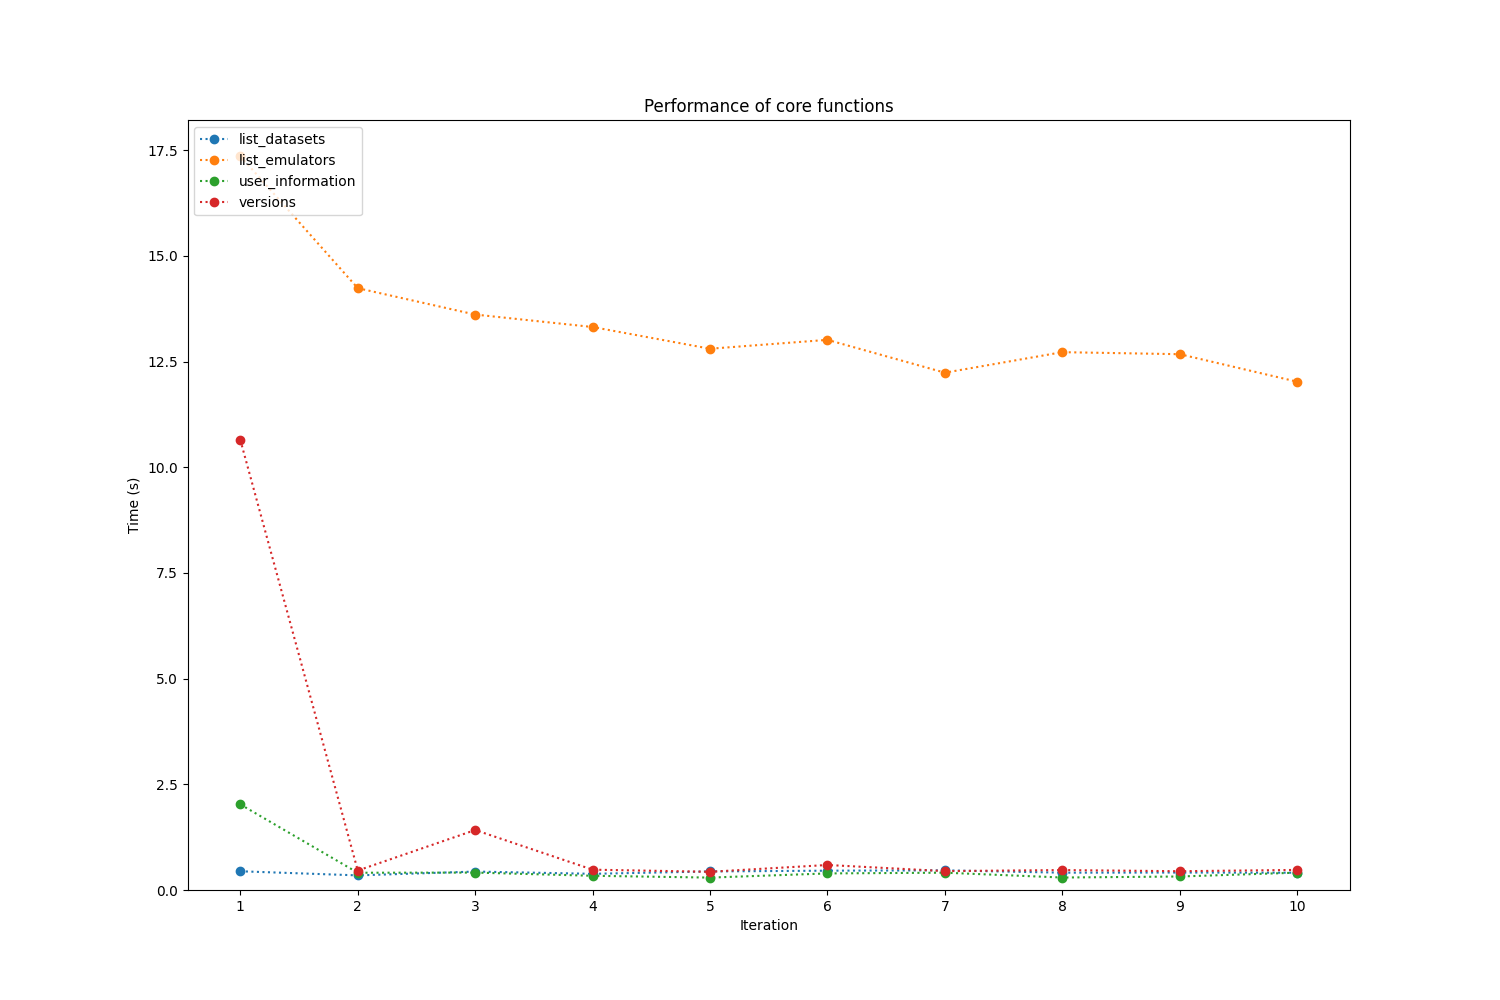 Performance of core functions
list_datasets
list_emulators
user_information
versions
17.5
15.0
12.5
10.0
7.5
5.0
2.5
0.0
Time (s)
1 2 3 4 5 6 7 8 9 10
Iteration